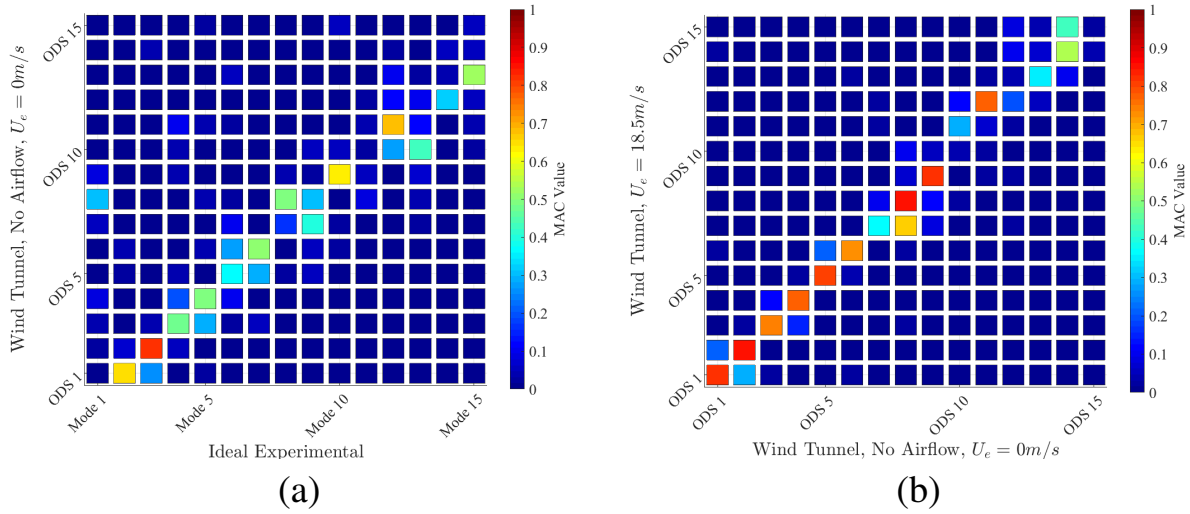 Wind Tunnel, No Airflow, U_e = 0m/s
ODS 15
ODS 10
ODS 5
ODS 1
Mode 1
Mode 5
Mode 10
Mode 15
Ideal Experimental
1
0.9
0.8
0.7
0.6
0.5
0.4
0.3
0.2
0.1
0
MAC Value
(a)
Wind Tunnel, U_e = 18.5m/s
ODS 15
ODS 10
ODS 5
ODS 1
ODS 1
ODS 5
ODS 10
ODS 15
Wind Tunnel, No Airflow, U_e = 0m/s
1
0.9
0.8
0.7
0.6
0.5
0.4
0.3
0.2
0.1
0
MAC Value
(b)